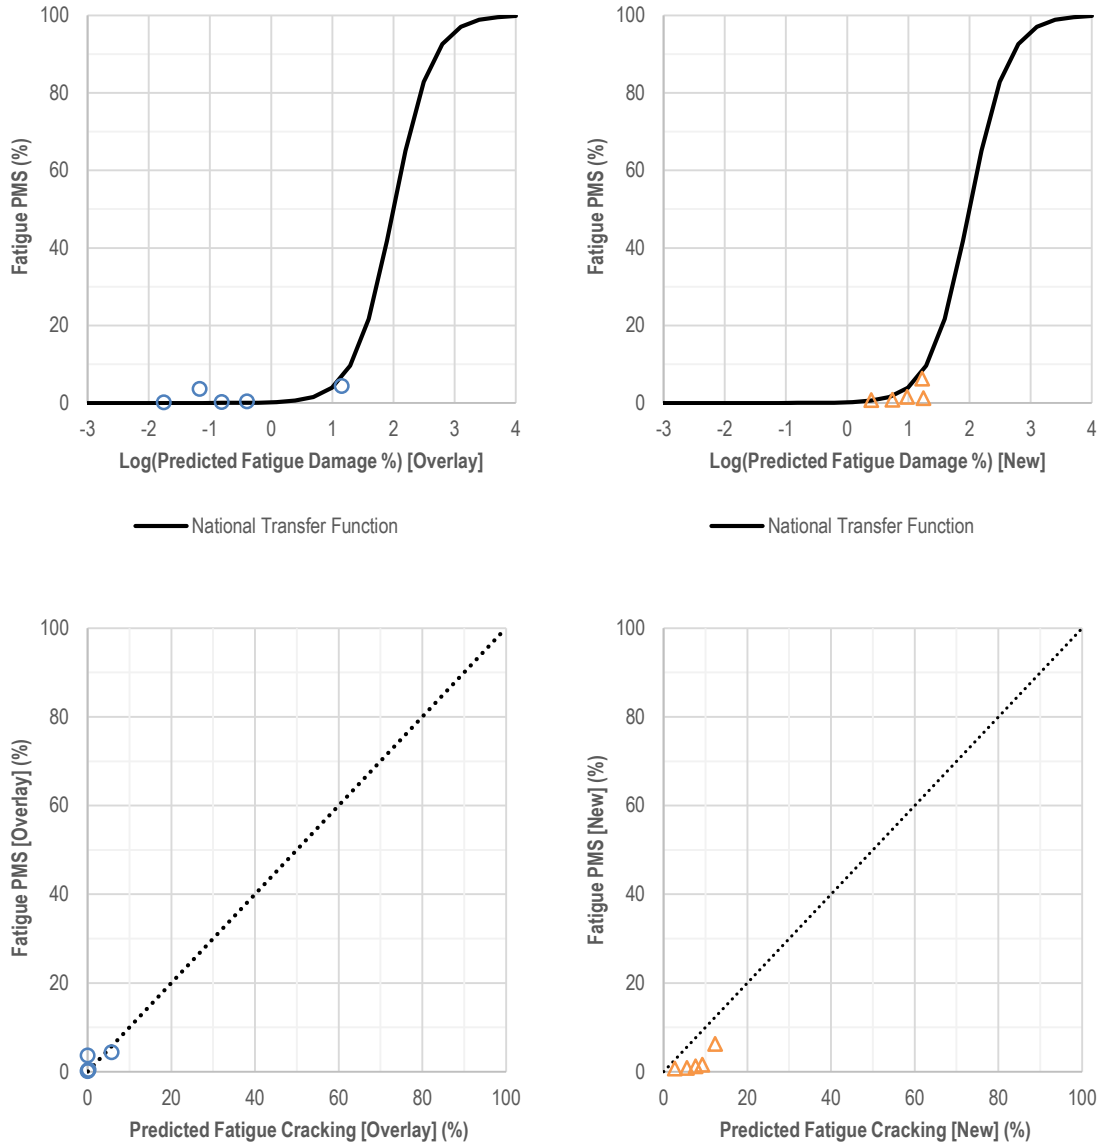 100
80
60
40
20
0
Fatigue PMS (%)
-3 -2 -1 0 1 2 3 4
Log(Predicted Fatigue Damage %) [Overlay]
National Transfer Function
100
80
60
40
20
0
Fatigue PMS (%)
-3 -2 -1 0 1 2 3 4
Log(Predicted Fatigue Damage %) [New]
National Transfer Function
100
80
60
40
20
0
Fatigue PMS [Overlay] (%)
0 20 40 60 80 100
Predicted Fatigue Cracking [Overlay] (%)
100
80
60
40
20
0
Fatigue PMS [New] (%)
0 20 40 60 80 100
Predicted Fatigue Cracking [New] (%)